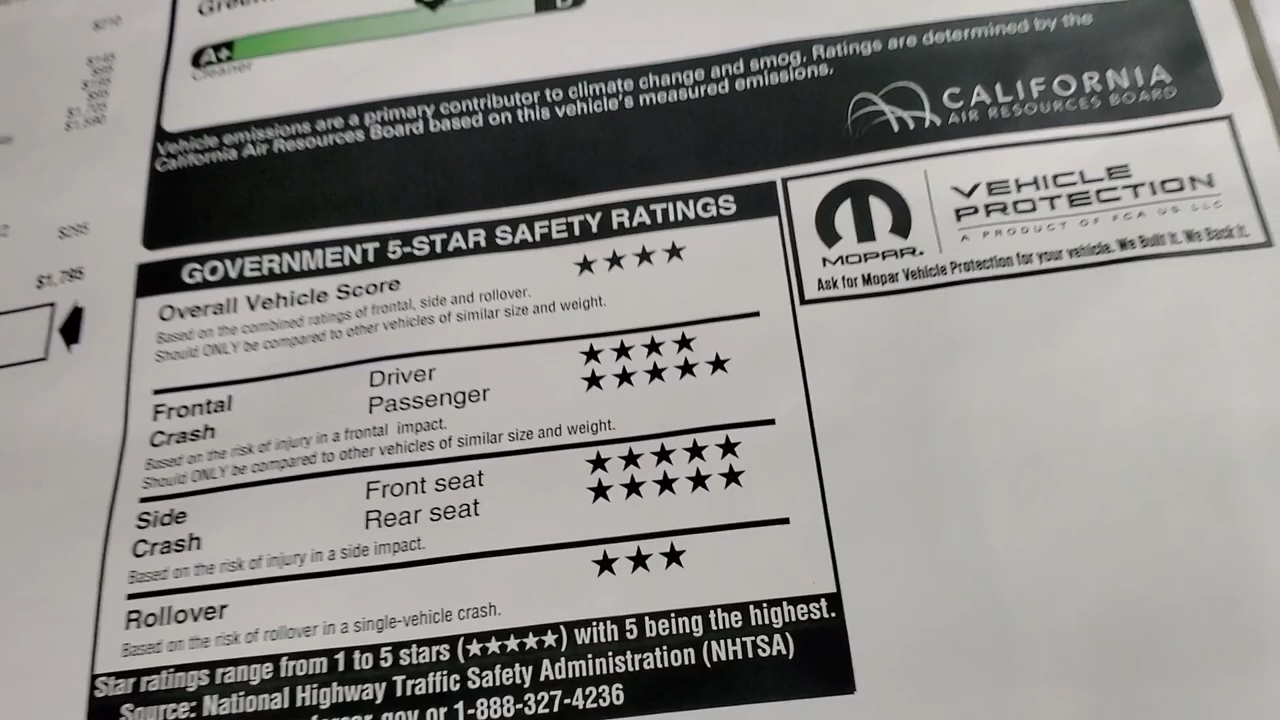 $295
$1,795
A+
Cleaner
Vehicle emissions are a primary contributor to climate change and smog. Ratings are determined by the
California Air Resources Board based on this vehicle's measured emissions.
CALIFORNIA
AIR RESOURCES BOARD
GOVERNMENT 5-STAR SAFETY RATINGS
Overall Vehicle Score ★★★★
Based on the combined ratings of frontal, side and rollover.
Should ONLY be compared to other vehicles of similar size and weight.
Frontal Driver ★★★★
Crash Passenger ★★★★★
Based on the risk of injury in a frontal impact.
Should ONLY be compared to other vehicles of similar size and weight.
Side Front seat ★★★★★
Crash Rear seat ★★★★★
Based on the risk of injury in a side impact.
Rollover ★★★
Based on the risk of rollover in a single-vehicle crash.
Star ratings range from 1 to 5 stars (★★★★★) with 5 being the highest.
Source: National Highway Traffic Safety Administration (NHTSA)
.gov or 1-888-327-4236
MOPAR.
VEHICLE
PROTECTION
A PRODUCT OF FCA US LLC
Ask for Mopar Vehicle Protection for your vehicle. We Built It. We Back It.